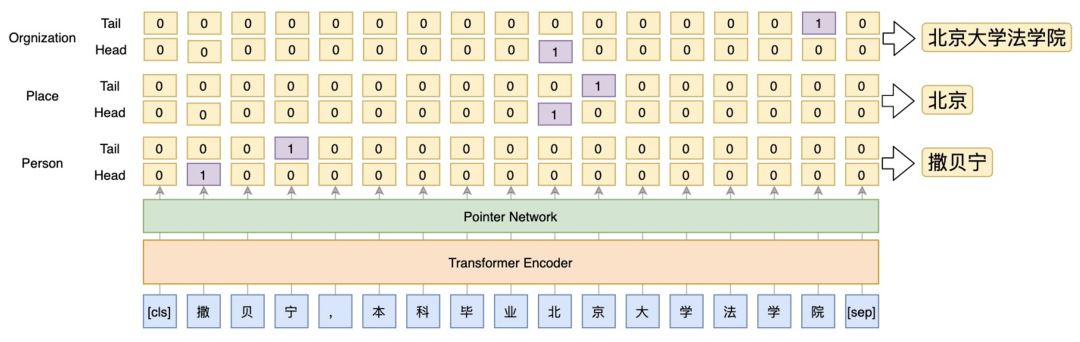 Orgnization
Tail 0 0 0 0 0 0 0 0 0 0 0 0 0 0 0 1 0
Head 0 0 0 0 0 0 0 0 0 1 0 0 0 0 0 0 0
北京大学法学院
Place
Tail 0 0 0 0 0 0 0 0 0 0 1 0 0 0 0 0 0
Head 0 0 0 0 0 0 0 0 0 1 0 0 0 0 0 0 0
北京
Person
Tail 0 0 0 1 0 0 0 0 0 0 0 0 0 0 0 0 0
Head 0 1 0 0 0 0 0 0 0 0 0 0 0 0 0 0 0
撒贝宁
Pointer Network
Transformer Encoder
[cls] 撒 贝 宁 , 本 科 毕 业 北 京 大 学 法 学 院 [sep]